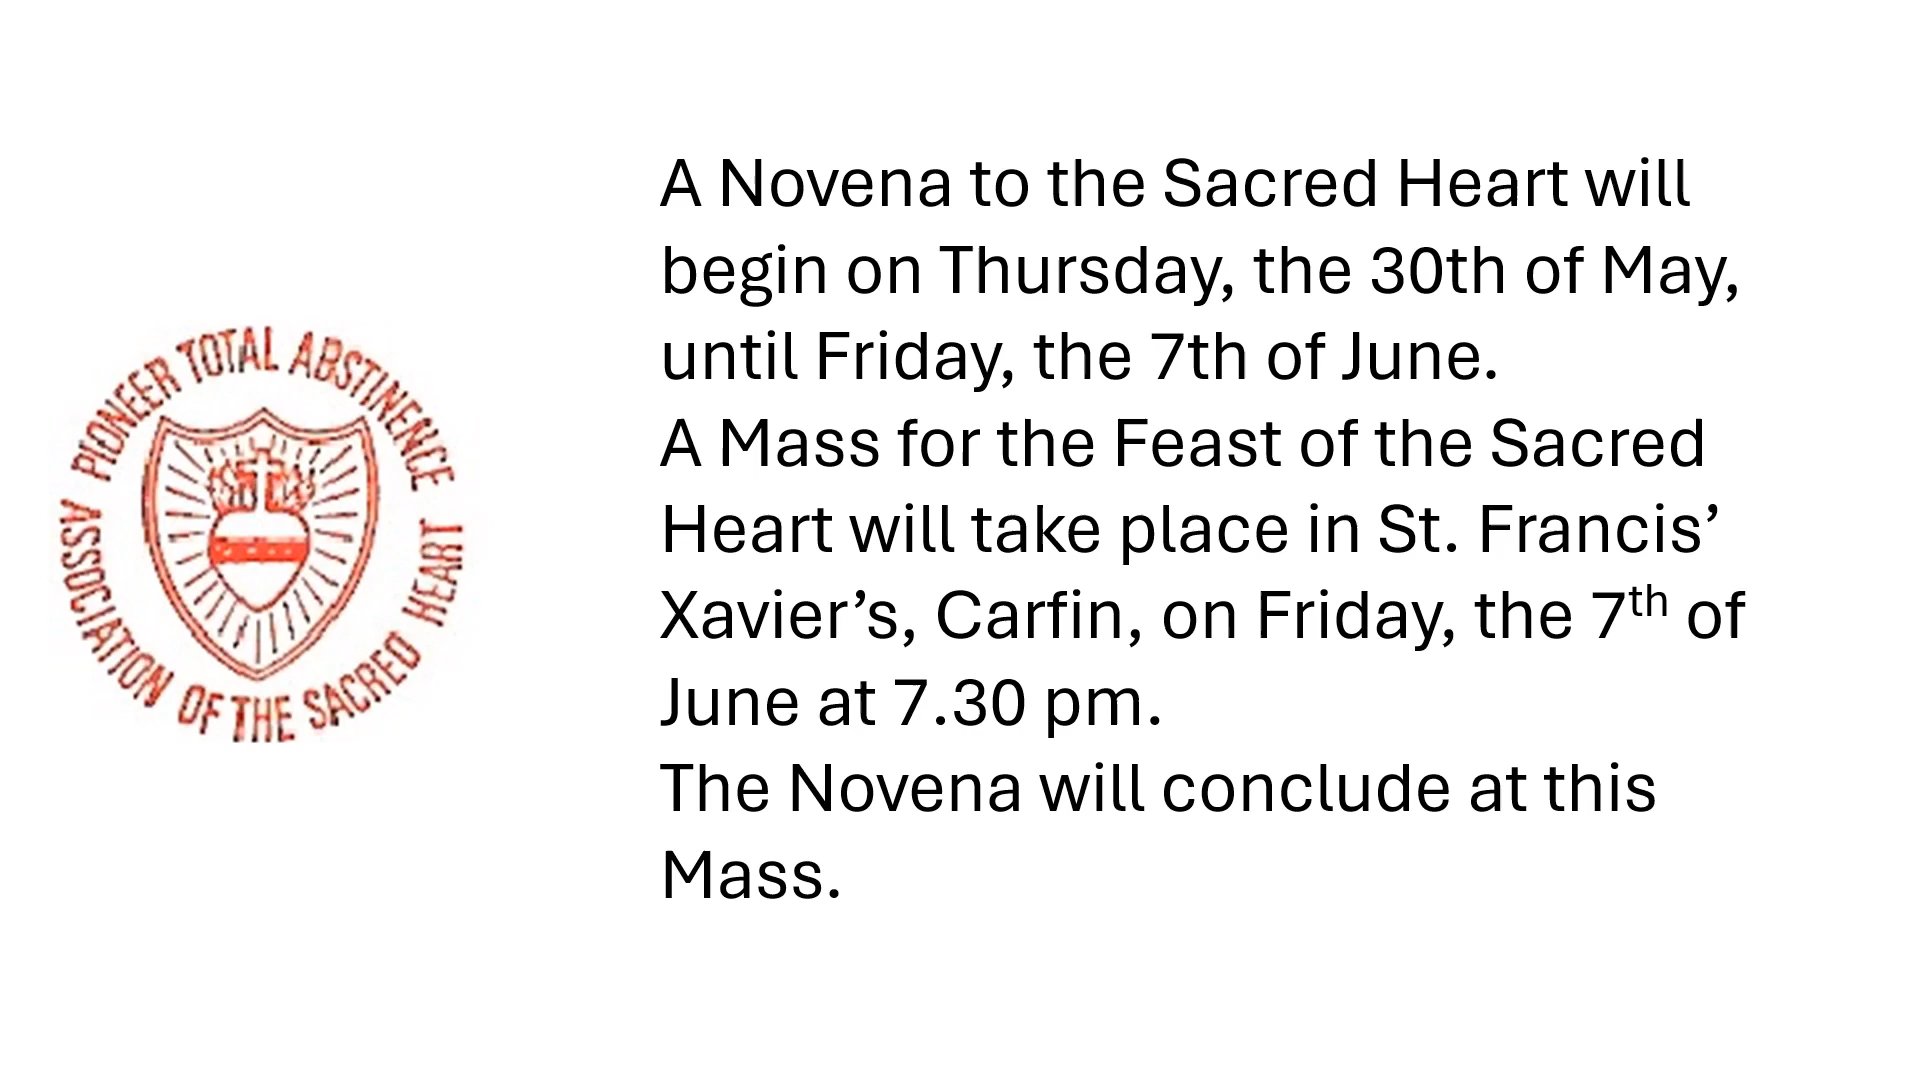 PIONEER TOTAL ABSTINENCE
ASSOCIATION OF THE SACRED HEART
A Novena to the Sacred Heart will
begin on Thursday, the 30th of May,
until Friday, the 7th of June.
A Mass for the Feast of the Sacred
Heart will take place in St. Francis’
Xavier’s, Carfin, on Friday, the 7th of
June at 7.30 pm.
The Novena will conclude at this
Mass.